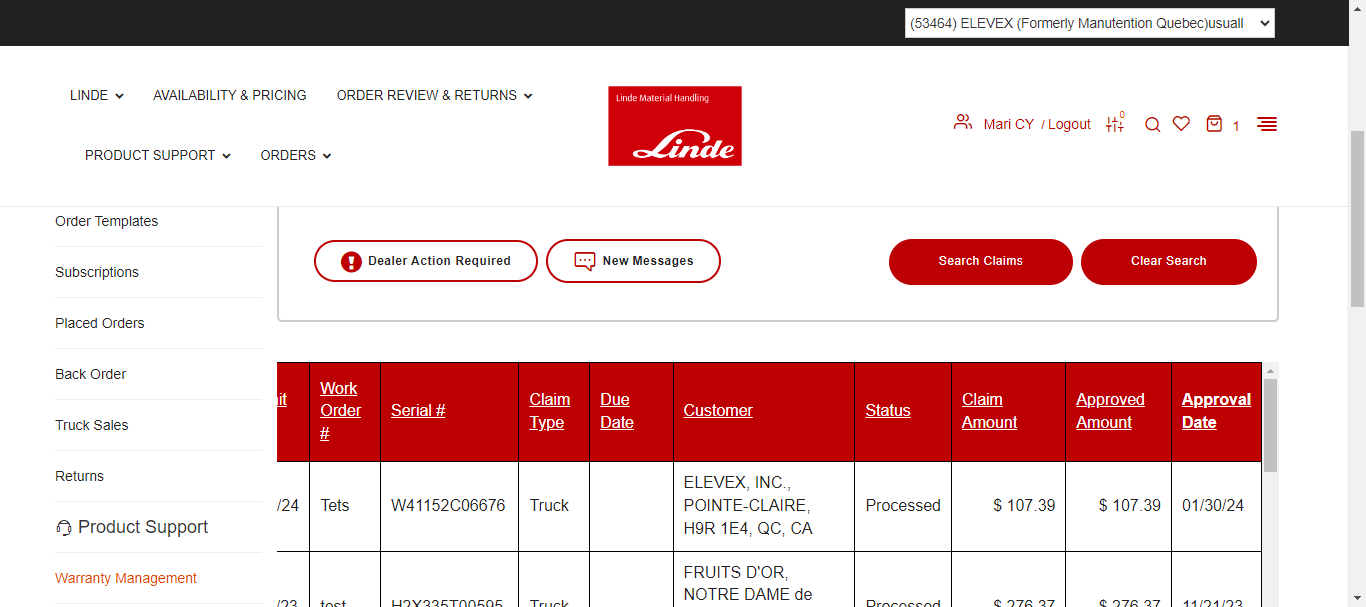 (53464) ELEVEX (Formerly Manutention Quebec)usuall
LINDE
AVAILABILITY & PRICING
ORDER REVIEW & RETURNS
PRODUCT SUPPORT
ORDERS
Linde Material Handling
Linde
Mari CY / Logout
0
1
Order Templates
Subscriptions
Placed Orders
Back Order
Truck Sales
Returns
Product Support
Warranty Management
Dealer Action Required
New Messages
Search Claims
Clear Search
it
Work
Order
#
Serial #
Claim
Type
Due
Date
Customer
Status
Claim
Amount
Approved
Amount
Approval
Date
/24
Tets
W41152C06676
Truck
ELEVEX, INC.,
POINTE-CLAIRE,
H9R 1E4, QC, CA
Processed
$ 107.39
$ 107.39
01/30/24
/23
test
H2X335T00595
Truck
FRUITS D'OR,
NOTRE DAME de
Processed
$ 276.37
$ 276.37
11/21/23